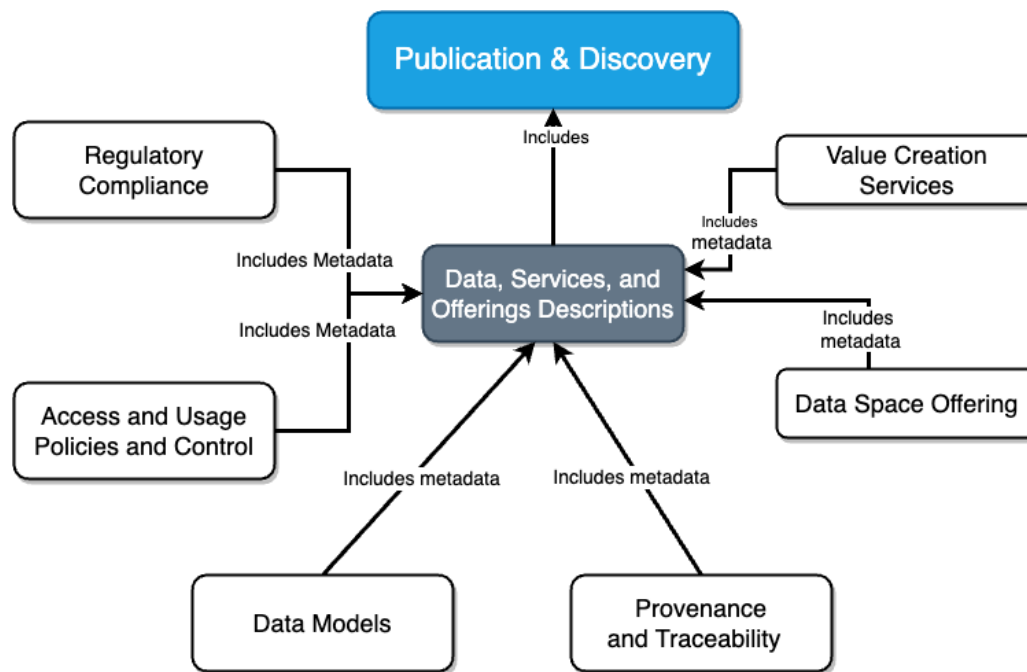 Publication & Discovery
Includes
Regulatory
Compliance
Value Creation
Services
Includes
metadata
Includes Metadata
Data, Services, and
Offerings Descriptions
Includes Metadata
Includes
metadata
Access and Usage
Policies and Control
Data Space Offering
Includes metadata
Includes metadata
Data Models
Provenance
and Traceability